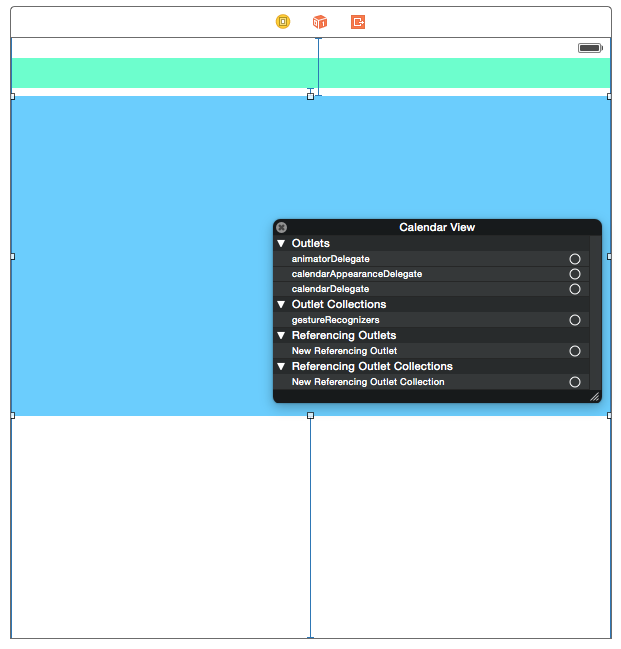 Calendar View
Outlets
animatorDelegate
calendarAppearanceDelegate
calendarDelegate
Outlet Collections
gestureRecognizers
Referencing Outlets
New Referencing Outlet
Referencing Outlet Collections
New Referencing Outlet Collection